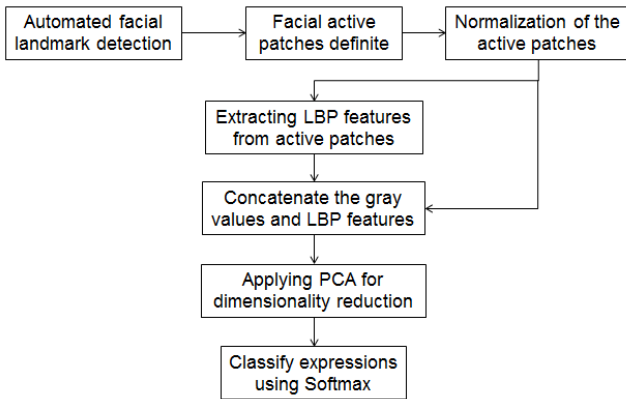 Automated facial
landmark detection
Facial active
patches definite
Normalization of the
active patches
Extracting LBP features
from active patches
Concatenate the gray
values and LBP features
Applying PCA for
dimensionality reduction
Classify expressions
using Softmax